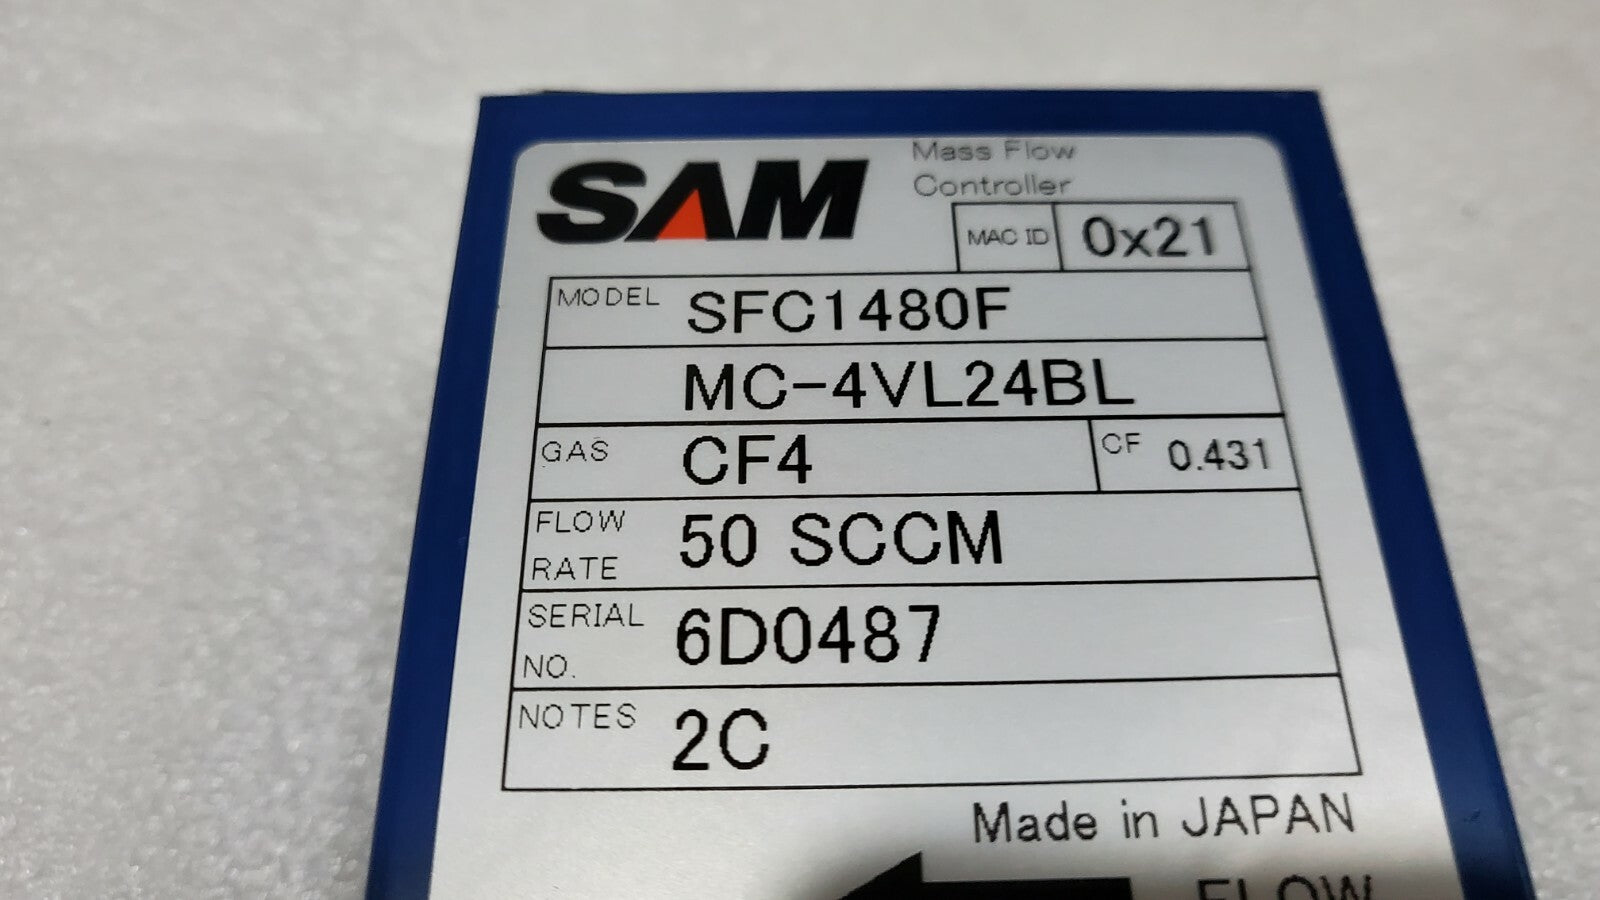 SAM
Mass Flow
Controller
MAC ID 0x21
MODEL SFC1480F
MC-4VL24BL
GAS CF4 CF 0.431
FLOW
RATE 50 SCCM
SERIAL
NO. 6D0487
NOTES 2C
Made in JAPAN
FLOW